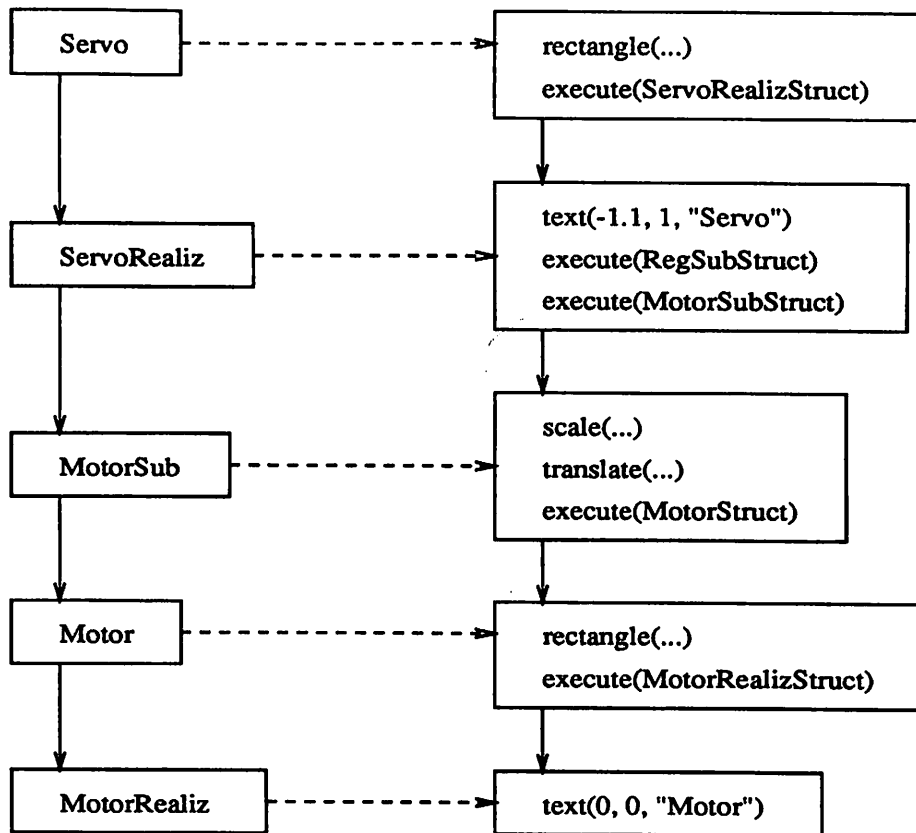 Servo
rectangle(...)
execute(ServoRealizStruct)
ServoRealiz
text(-1.1, 1, "Servo")
execute(RegSubStruct)
execute(MotorSubStruct)
MotorSub
scale(...)
translate(...)
execute(MotorStruct)
Motor
rectangle(...)
execute(MotorRealizStruct)
MotorRealiz
text(0, 0, "Motor")